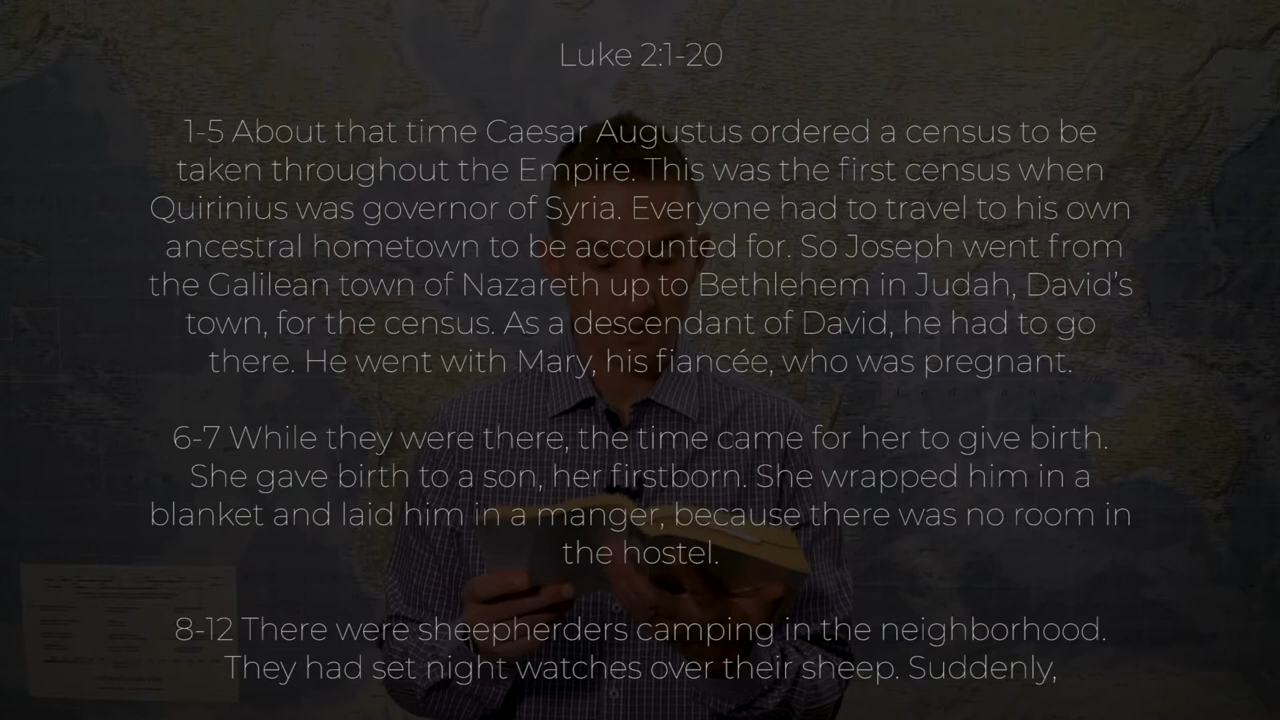 Luke 2:1-20
1-5 About that time Caesar Augustus ordered a census to be
taken throughout the Empire. This was the first census when
Quirinius was governor of Syria. Everyone had to travel to his own
ancestral hometown to be accounted for. So Joseph went from
the Galilean town of Nazareth up to Bethlehem in Judah, David’s
town, for the census. As a descendant of David, he had to go
there. He went with Mary, his fiancée, who was pregnant.
6-7 While they were there, the time came for her to give birth.
She gave birth to a son, her firstborn. She wrapped him in a
blanket and laid him in a manger, because there was no room in
the hostel.
8-12 There were sheepherders camping in the neighborhood.
They had set night watches over their sheep. Suddenly,